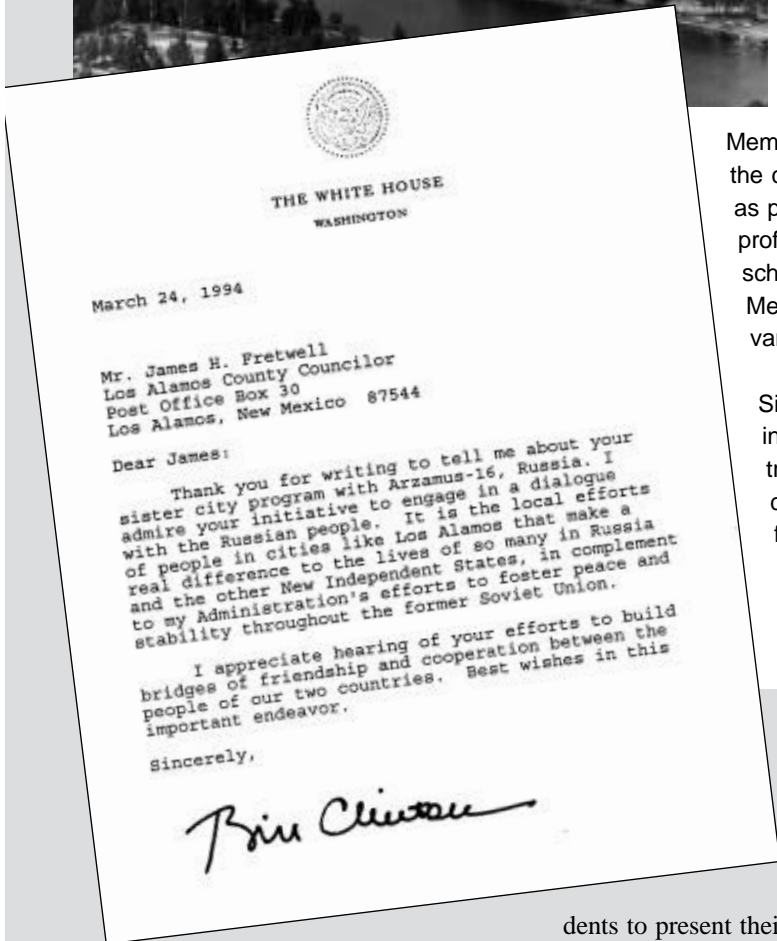 THE WHITE HOUSE
WASHINGTON
March 24, 1994
Mr. James H. Fretwell
Los Alamos County Councilor
Post Office Box 30
Los Alamos, New Mexico 87544
Dear James:
Thank you for writing to tell me about your
sister city program with Arzamus-16, Russia. I
admire your initiative to engage in a dialogue
with the Russian people. It is the local efforts
of people in cities like Los Alamos that make a
real difference to the lives of so many in Russia
and the other New Independent States, in complement
to my Administration's efforts to foster peace and
stability throughout the former Soviet Union.
I appreciate hearing of your efforts to build
bridges of friendship and cooperation between the
people of our two countries. Best wishes in this
important endeavor.
Sincerely,
Bill Clinton
Mem
the
as p
prof
sch
Me
var
Si
in
tr
f
dents to present thei